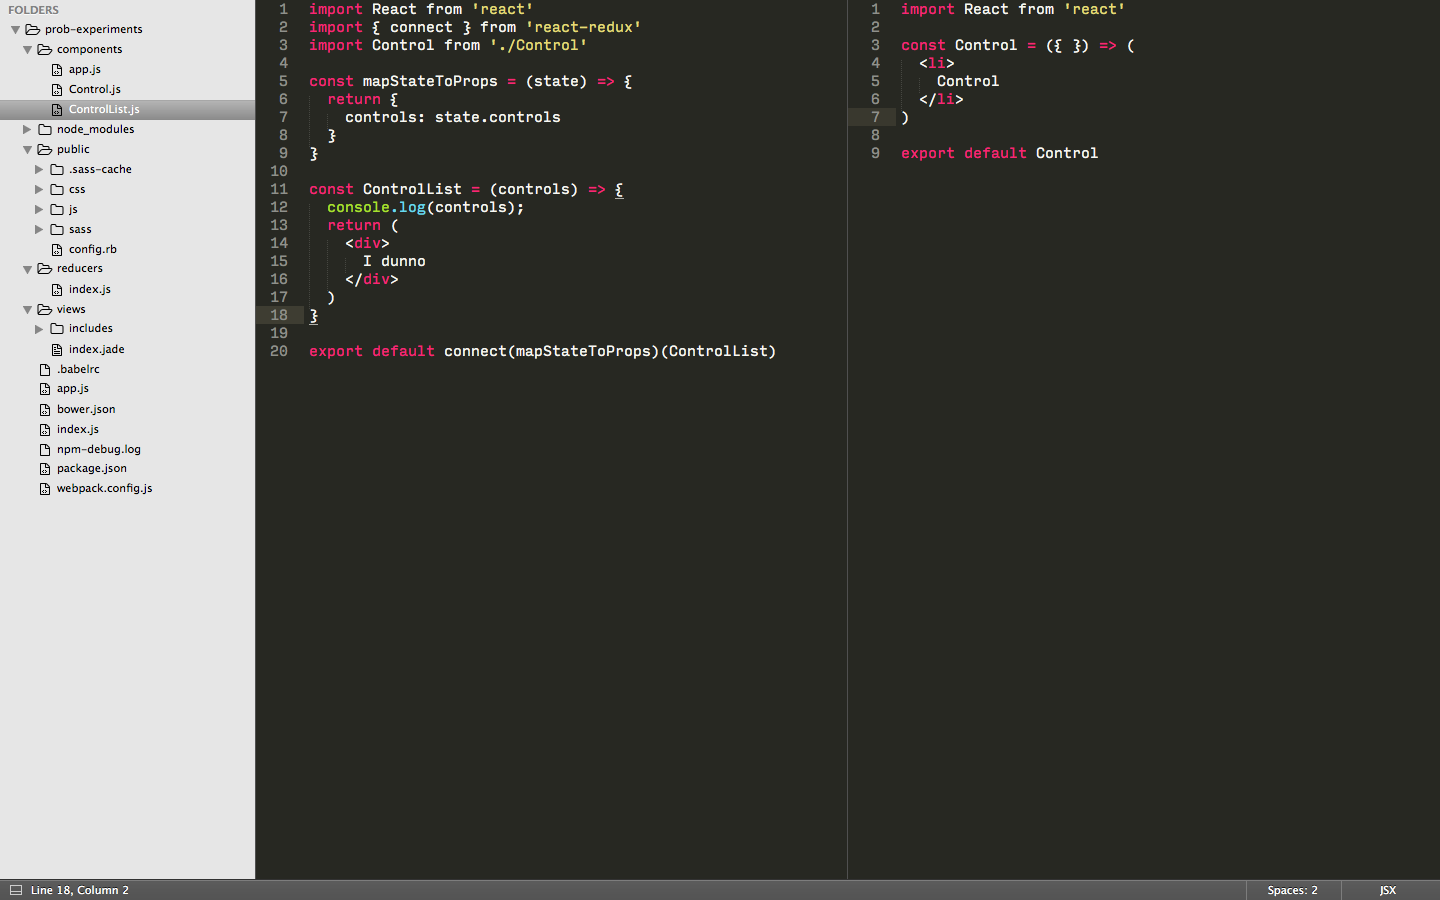 FOLDERS
prob-experiments
components
app.js
Control.js
ControlList.js
node_modules
public
.sass-cache
css
js
sass
config.rb
reducers
index.js
views
includes
index.jade
.babelrc
app.js
bower.json
index.js
npm-debug.log
package.json
webpack.config.js
1 import React from 'react'
2 import { connect } from 'react-redux'
3 import Control from './Control'
4
5 const mapStateToProps = (state) => {
6   return {
7     controls: state.controls
8   }
9 }
10
11 const ControlList = (controls) => {
12   console.log(controls);
13   return (
14     <div>
15       I dunno
16     </div>
17   )
18 }
19
20 export default connect(mapStateToProps)(ControlList)
1 import React from 'react'
2
3 const Control = ({ }) => (
4   <li>
5     Control
6   </li>
7 )
8
9 export default Control
Line 18, Column 2
Spaces: 2
JSX